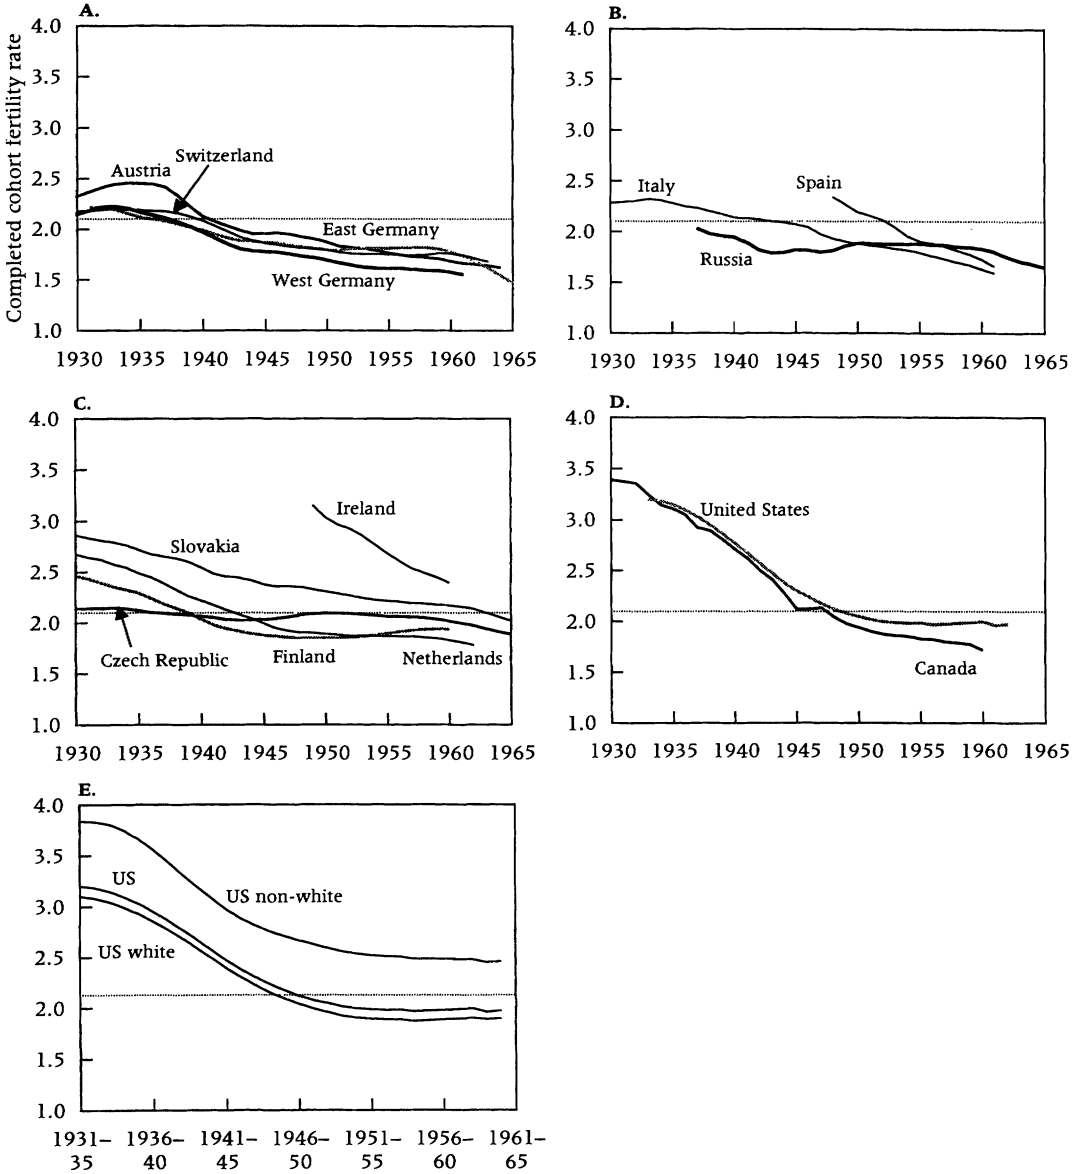 A.
Completed cohort fertility rate
4.0
3.5
3.0
2.5
2.0
1.5
1.0
Austria
Switzerland
East Germany
West Germany
1930 1935 1940 1945 1950 1955 1960 1965
B.
4.0
3.5
3.0
2.5
2.0
1.5
1.0
Italy
Spain
Russia
1930 1935 1940 1945 1950 1955 1960 1965
C.
4.0
3.5
3.0
2.5
2.0
1.5
1.0
Ireland
Slovakia
Czech Republic
Finland
Netherlands
1930 1935 1940 1945 1950 1955 1960 1965
D.
4.0
3.5
3.0
2.5
2.0
1.5
1.0
United States
Canada
1930 1935 1940 1945 1950 1955 1960 1965
E.
4.0
3.5
3.0
2.5
2.0
1.5
1.0
US
US non-white
US white
1931– 1936– 1941– 1946– 1951– 1956– 1961–
35 40 45 50 55 60 65